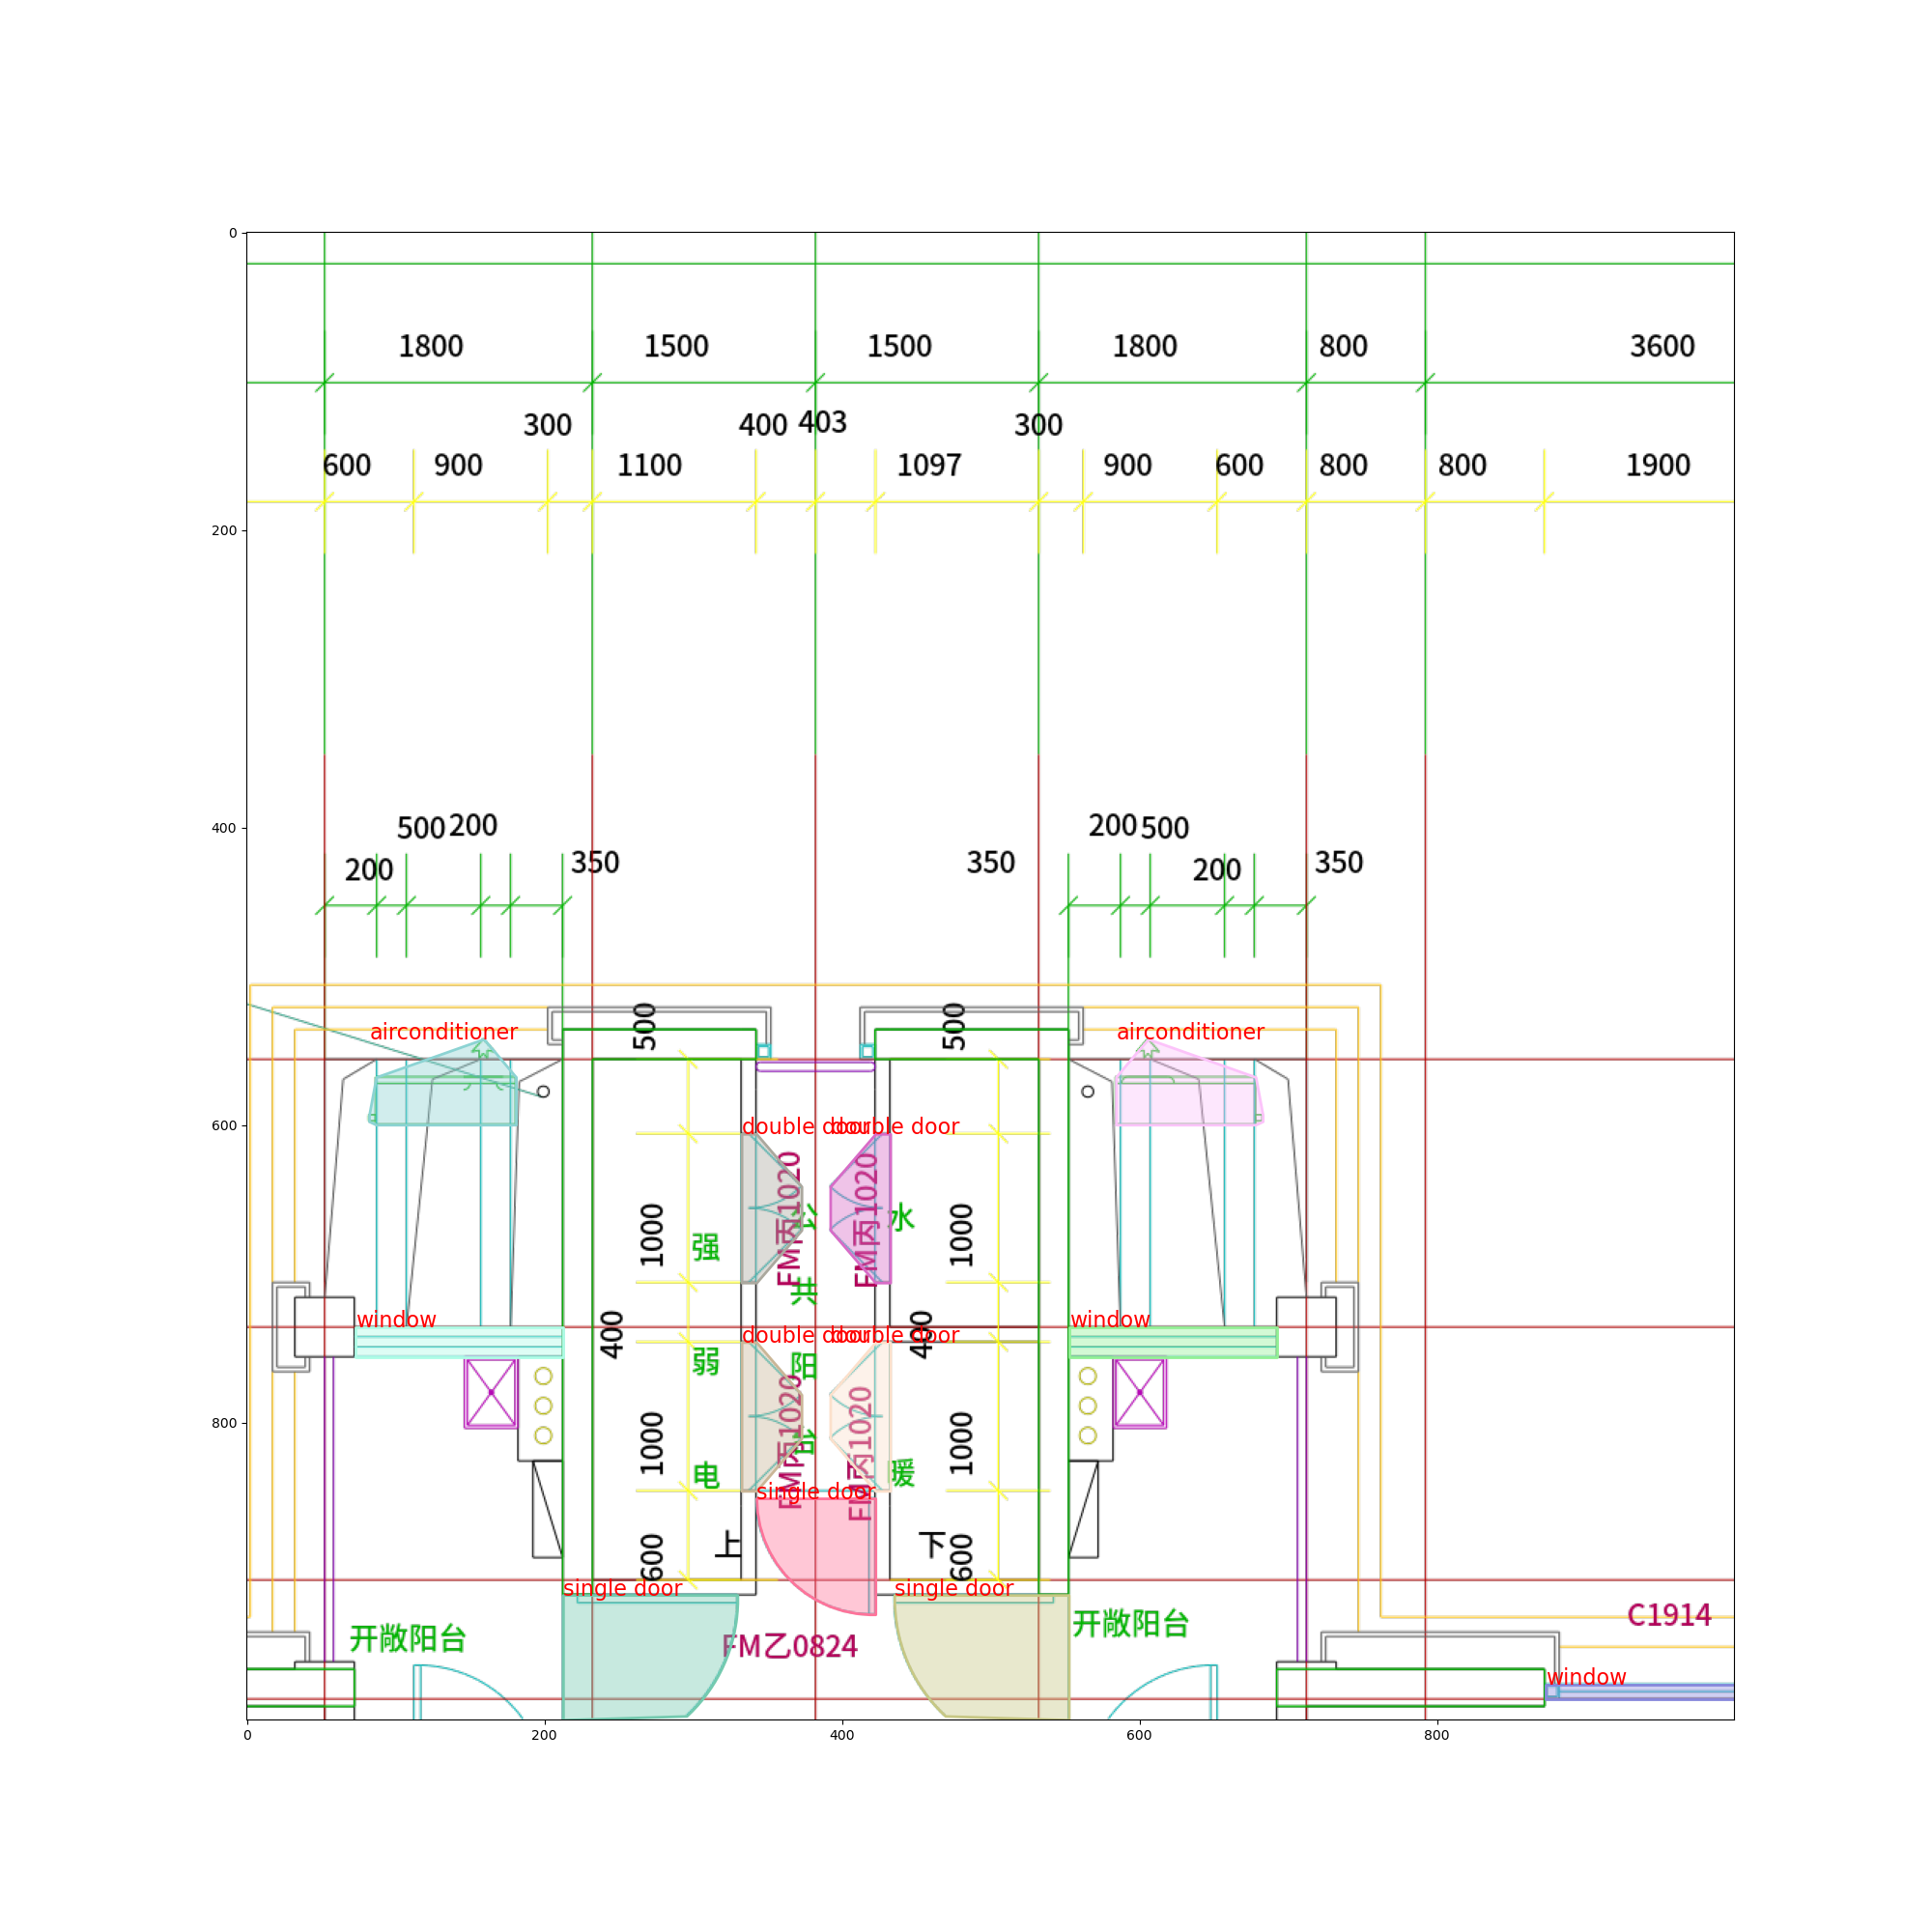 0
1800 1500 1500 1800 800 3600
300 400 403 300
600 900 1100 1097 900 600 800 800 1900
200
400
500 200 200 500
200 350 350 200 350
500 500
airconditioner airconditioner
600
double door double door
FM丙1020 FM丙1020
1000 1000
强 公 水
共
window window
400 400
double door double door
弱 阳
800
FM丙1020 FM丙1020
1000 1000
电 台 暖
single door
上 下
600 600
single door single door
开敞阳台 FM乙0824 开敞阳台 C1914
window
0 200 400 600 800